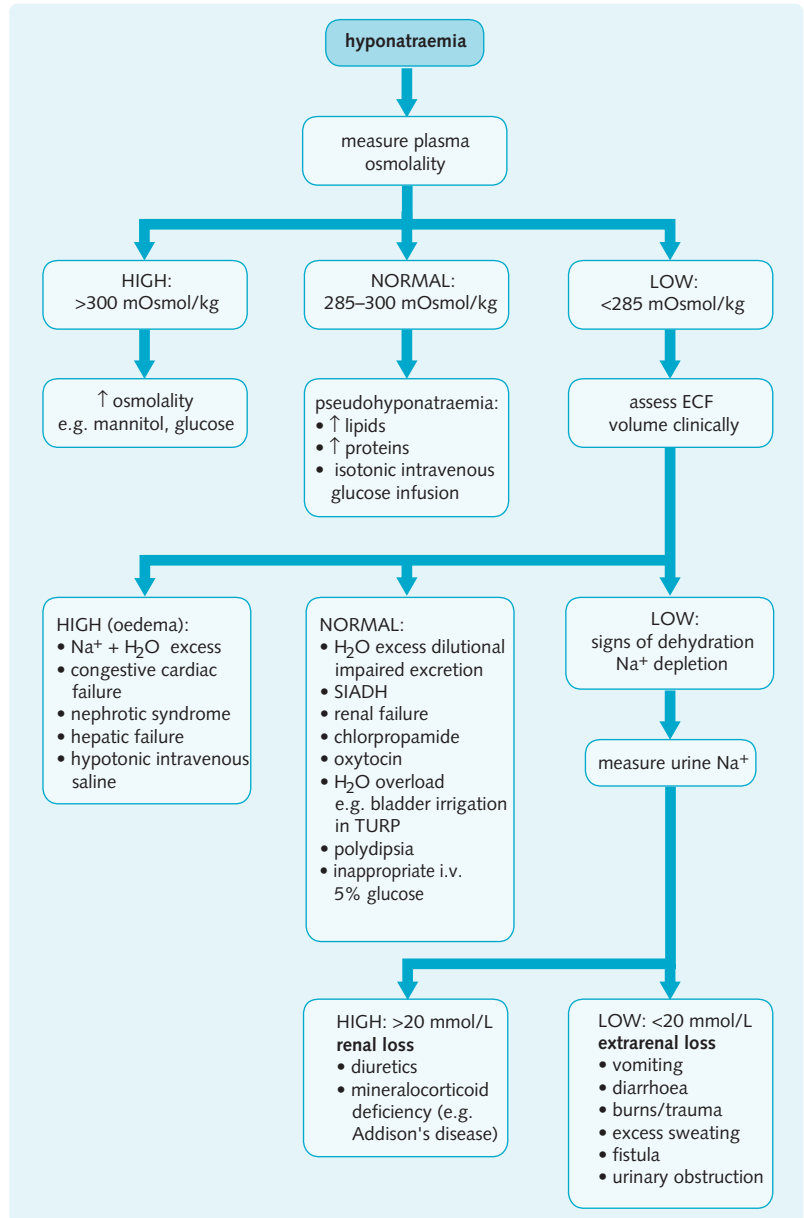 hyponatraemia
measure plasma
osmolality
HIGH:
>300 mOsmol/kg
NORMAL:
285–300 mOsmol/kg
LOW:
<285 mOsmol/kg
↑ osmolality
e.g. mannitol, glucose
pseudohyponatraemia:
• ↑ lipids
• ↑ proteins
• isotonic intravenous
glucose infusion
assess ECF
volume clinically
HIGH (oedema):
• Na⁺ + H₂O excess
• congestive cardiac
failure
• nephrotic syndrome
• hepatic failure
• hypotonic intravenous
saline
NORMAL:
• H₂O excess dilutional
impaired excretion
• SIADH
• renal failure
• chlorpropamide
• oxytocin
• H₂O overload
e.g. bladder irrigation
in TURP
• polydipsia
• inappropriate i.v.
5% glucose
LOW:
signs of dehydration
Na⁺ depletion
measure urine Na⁺
HIGH: >20 mmol/L
renal loss
• diuretics
• mineralocorticoid
deficiency (e.g.
Addison's disease)
LOW: <20 mmol/L
extrarenal loss
• vomiting
• diarrhoea
• burns/trauma
• excess sweating
• fistula
• urinary obstruction